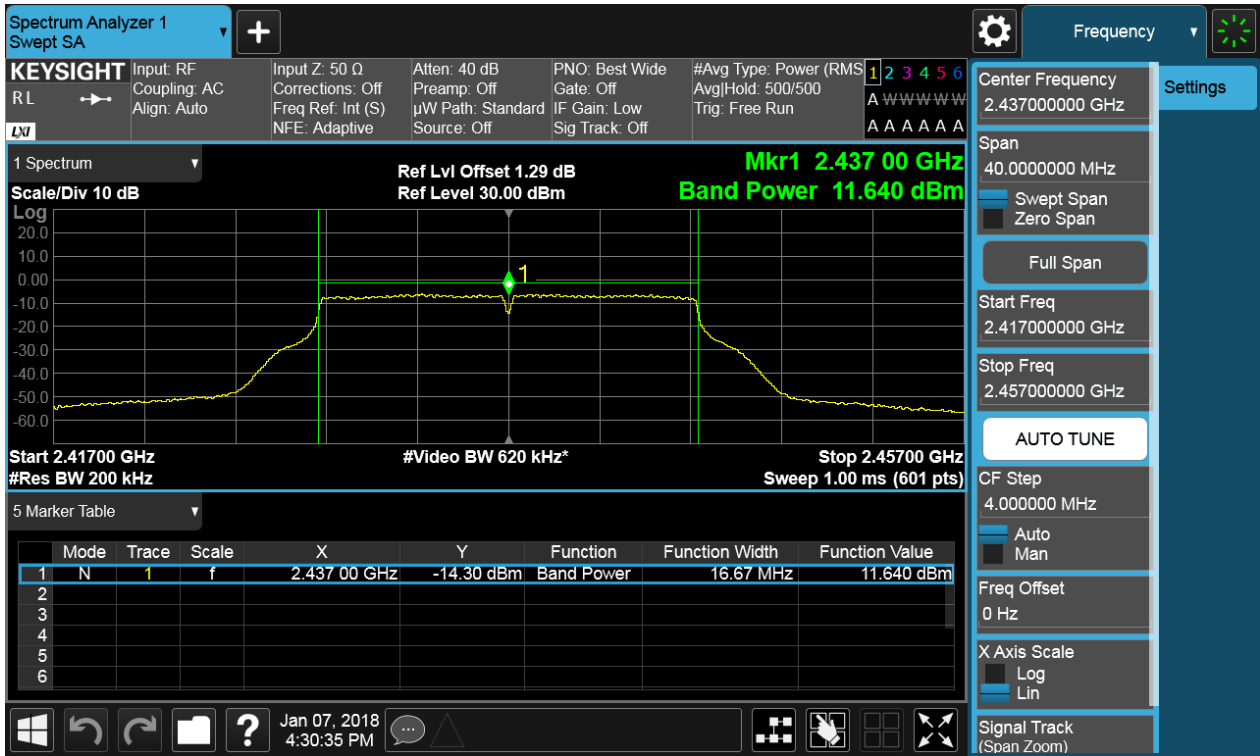 Spectrum Analyzer 1
Swept SA
+
Frequency
KEYSIGHT
R L
LXI
Input: RF
Coupling: AC
Align: Auto
Input Z: 50 Ω
Corrections: Off
Freq Ref: Int (S)
NFE: Adaptive
Atten: 40 dB
Preamp: Off
µW Path: Standard
Source: Off
PNO: Best Wide
Gate: Off
IF Gain: Low
Sig Track: Off
#Avg Type: Power (RMS
Avg|Hold: 500/500
Trig: Free Run
1 2 3 4 5 6
A W W W W W
A A A A A A
1 Spectrum
Scale/Div 10 dB
Ref Lvl Offset 1.29 dB
Ref Level 30.00 dBm
Mkr1 2.437 00 GHz
Band Power 11.640 dBm
Log
20.0
10.0
0.00
-10.0
-20.0
-30.0
-40.0
-50.0
-60.0
1
Start 2.41700 GHz
#Res BW 200 kHz
#Video BW 620 kHz*
Stop 2.45700 GHz
Sweep 1.00 ms (601 pts)
5 Marker Table
Mode Trace Scale X Y Function Function Width Function Value
1 N 1 f 2.437 00 GHz -14.30 dBm Band Power 16.67 MHz 11.640 dBm
2
3
4
5
6
?
Jan 07, 2018
4:30:35 PM
Center Frequency
2.437000000 GHz
Span
40.0000000 MHz
Swept Span
Zero Span
Full Span
Start Freq
2.417000000 GHz
Stop Freq
2.457000000 GHz
AUTO TUNE
CF Step
4.000000 MHz
Auto
Man
Freq Offset
0 Hz
X Axis Scale
Log
Lin
Signal Track
(Span Zoom)
Settings